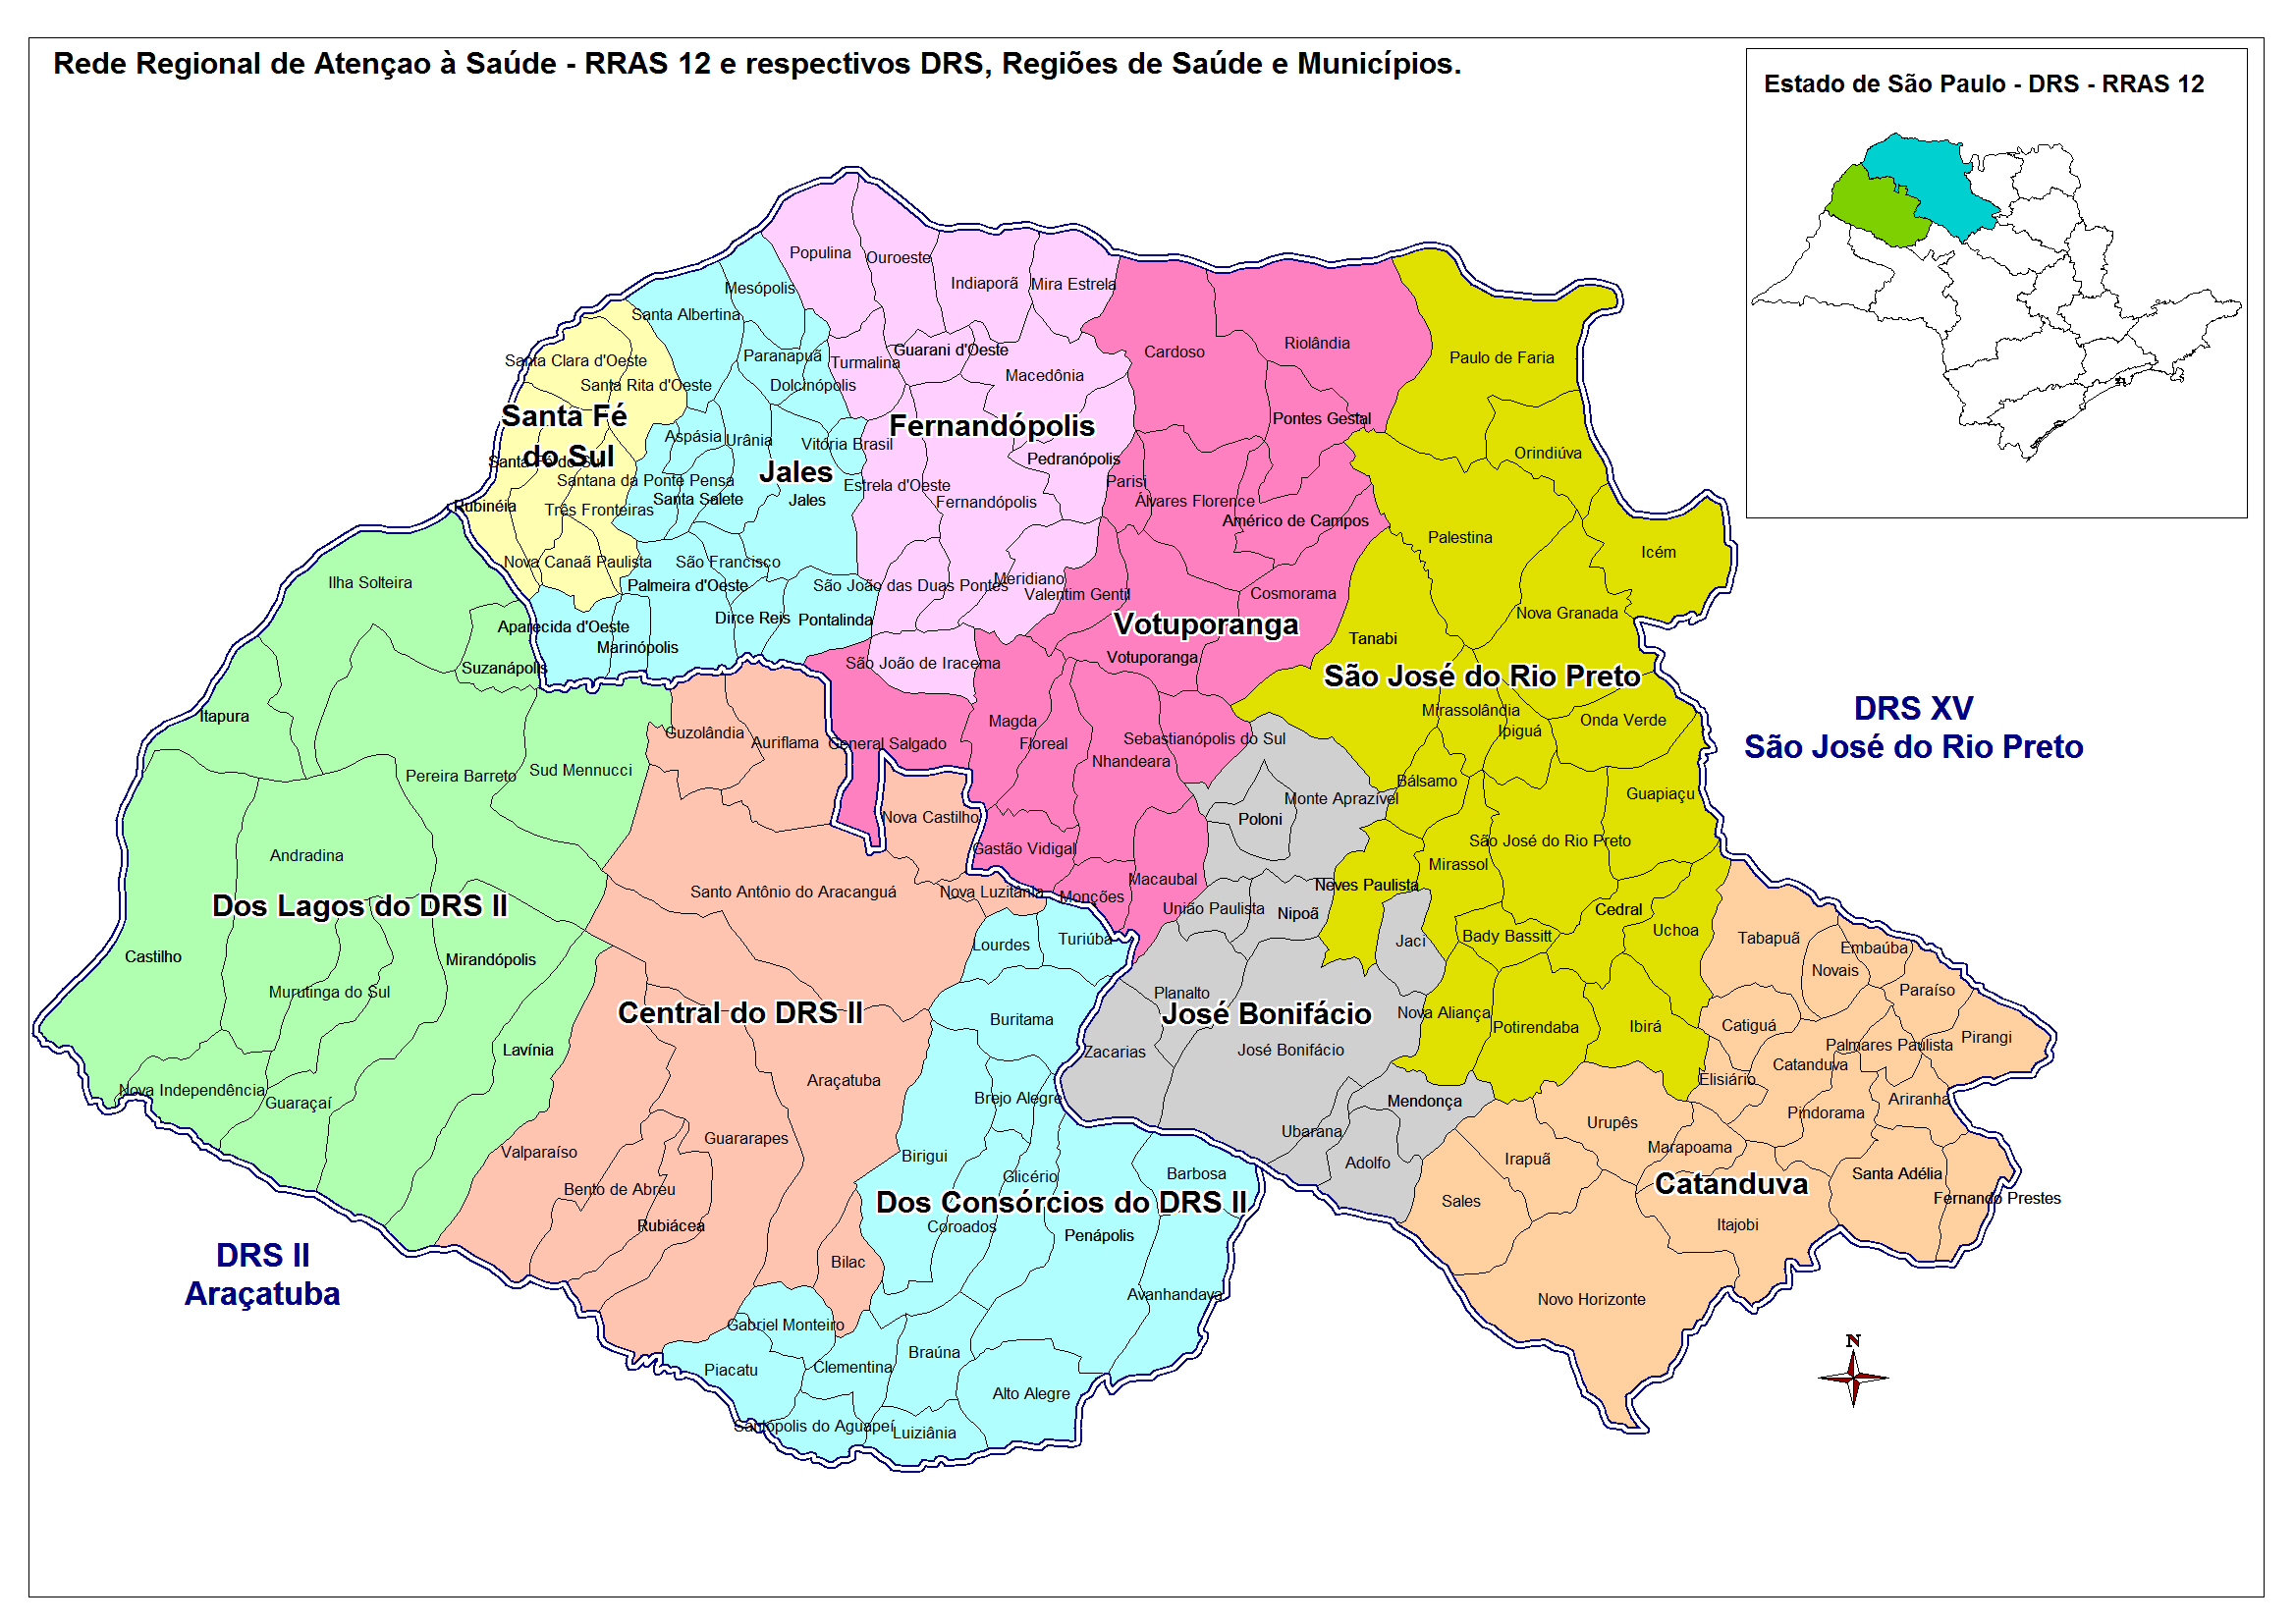 Rede Regional de Atençao à Saúde - RRAS 12 e respectivos DRS, Regiões de Saúde e Municípios.
Estado de São Paulo - DRS - RRAS 12
Populina
Ouroeste
Indiaporã
Mira Estrela
Mesópolis
Santa Albertina
Cardoso
Riolândia
Paulo de Faria
Santa Clara d'Oeste
Paranapuã
Turmalina
Guarani d'Oeste
Macedônia
Santa Rita d'Oeste
Dolcinópolis
Santa Fé
do Sul
Fernandópolis
Pontes Gestal
Aspásia
Urânia
Vitória Brasil
Orindiúva
Santa Fé do Sul
Jales
Pedranópolis
Santana da Ponte Pensa
Estrela d'Oeste
Parisi
Santa Salete
Jales
Fernandópolis
Álvares Florence
Rubinéia
Três Fronteiras
Américo de Campos
Palestina
Icém
Nova Canaã Paulista
São Francisco
Ilha Solteira
Palmeira d'Oeste
São João das Duas Pontes
Meridiano
Valentim Gentil
Cosmorama
Nova Granada
Aparecida d'Oeste
Dirce Reis
Pontalinda
Votuporanga
Tanabi
Marinópolis
Suzanápolis
São João de Iracema
Votuporanga
São José do Rio Preto
DRS XV
São José do Rio Preto
Itapura
Guzolândia
Auriflama
General Salgado
Magda
Floreal
Sebastianópolis do Sul
Mirassolândia
Ipiguá
Onda Verde
Pereira Barreto
Sud Mennucci
Nhandeara
Bálsamo
Monte Aprazível
Guapiaçu
Nova Castilho
Poloni
Andradina
Gastão Vidigal
São José do Rio Preto
Mirassol
Santo Antônio do Aracanguá
Nova Luzitânia
Monções
Macaubal
Neves Paulista
Dos Lagos do DRS II
União Paulista
Nipoã
Cedral
Castilho
Mirandópolis
Lourdes
Turiúba
Jaci
Bady Bassitt
Uchoa
Tabapuã
Embaúba
Novais
Murutinga do Sul
Planalto
Paraíso
Central do DRS II
Buritama
José Bonifácio
Nova Aliança
Potirendaba
Ibirá
Catiguá
Lavínia
Zacarias
José Bonifácio
Palmares Paulista
Pirangi
Catanduva
Elisiário
Araçatuba
Nova Independência
Guaraçaí
Brejo Alegre
Mendonça
Ariranha
Pindorama
Urupês
Guararapes
Ubarana
Marapoama
Valparaíso
Birigui
Glicério
Barbosa
Adolfo
Irapuã
Santa Adélia
Bento de Abreu
Dos Consórcios do DRS II
Catanduva
Fernando Prestes
Sales
Rubiácea
Coroados
Penápolis
Itajobi
DRS II
Araçatuba
Bilac
Avanhandava
Novo Horizonte
Gabriel Monteiro
N
Braúna
Piacatu
Clementina
Alto Alegre
Santópolis do Aguapeí
Luiziânia